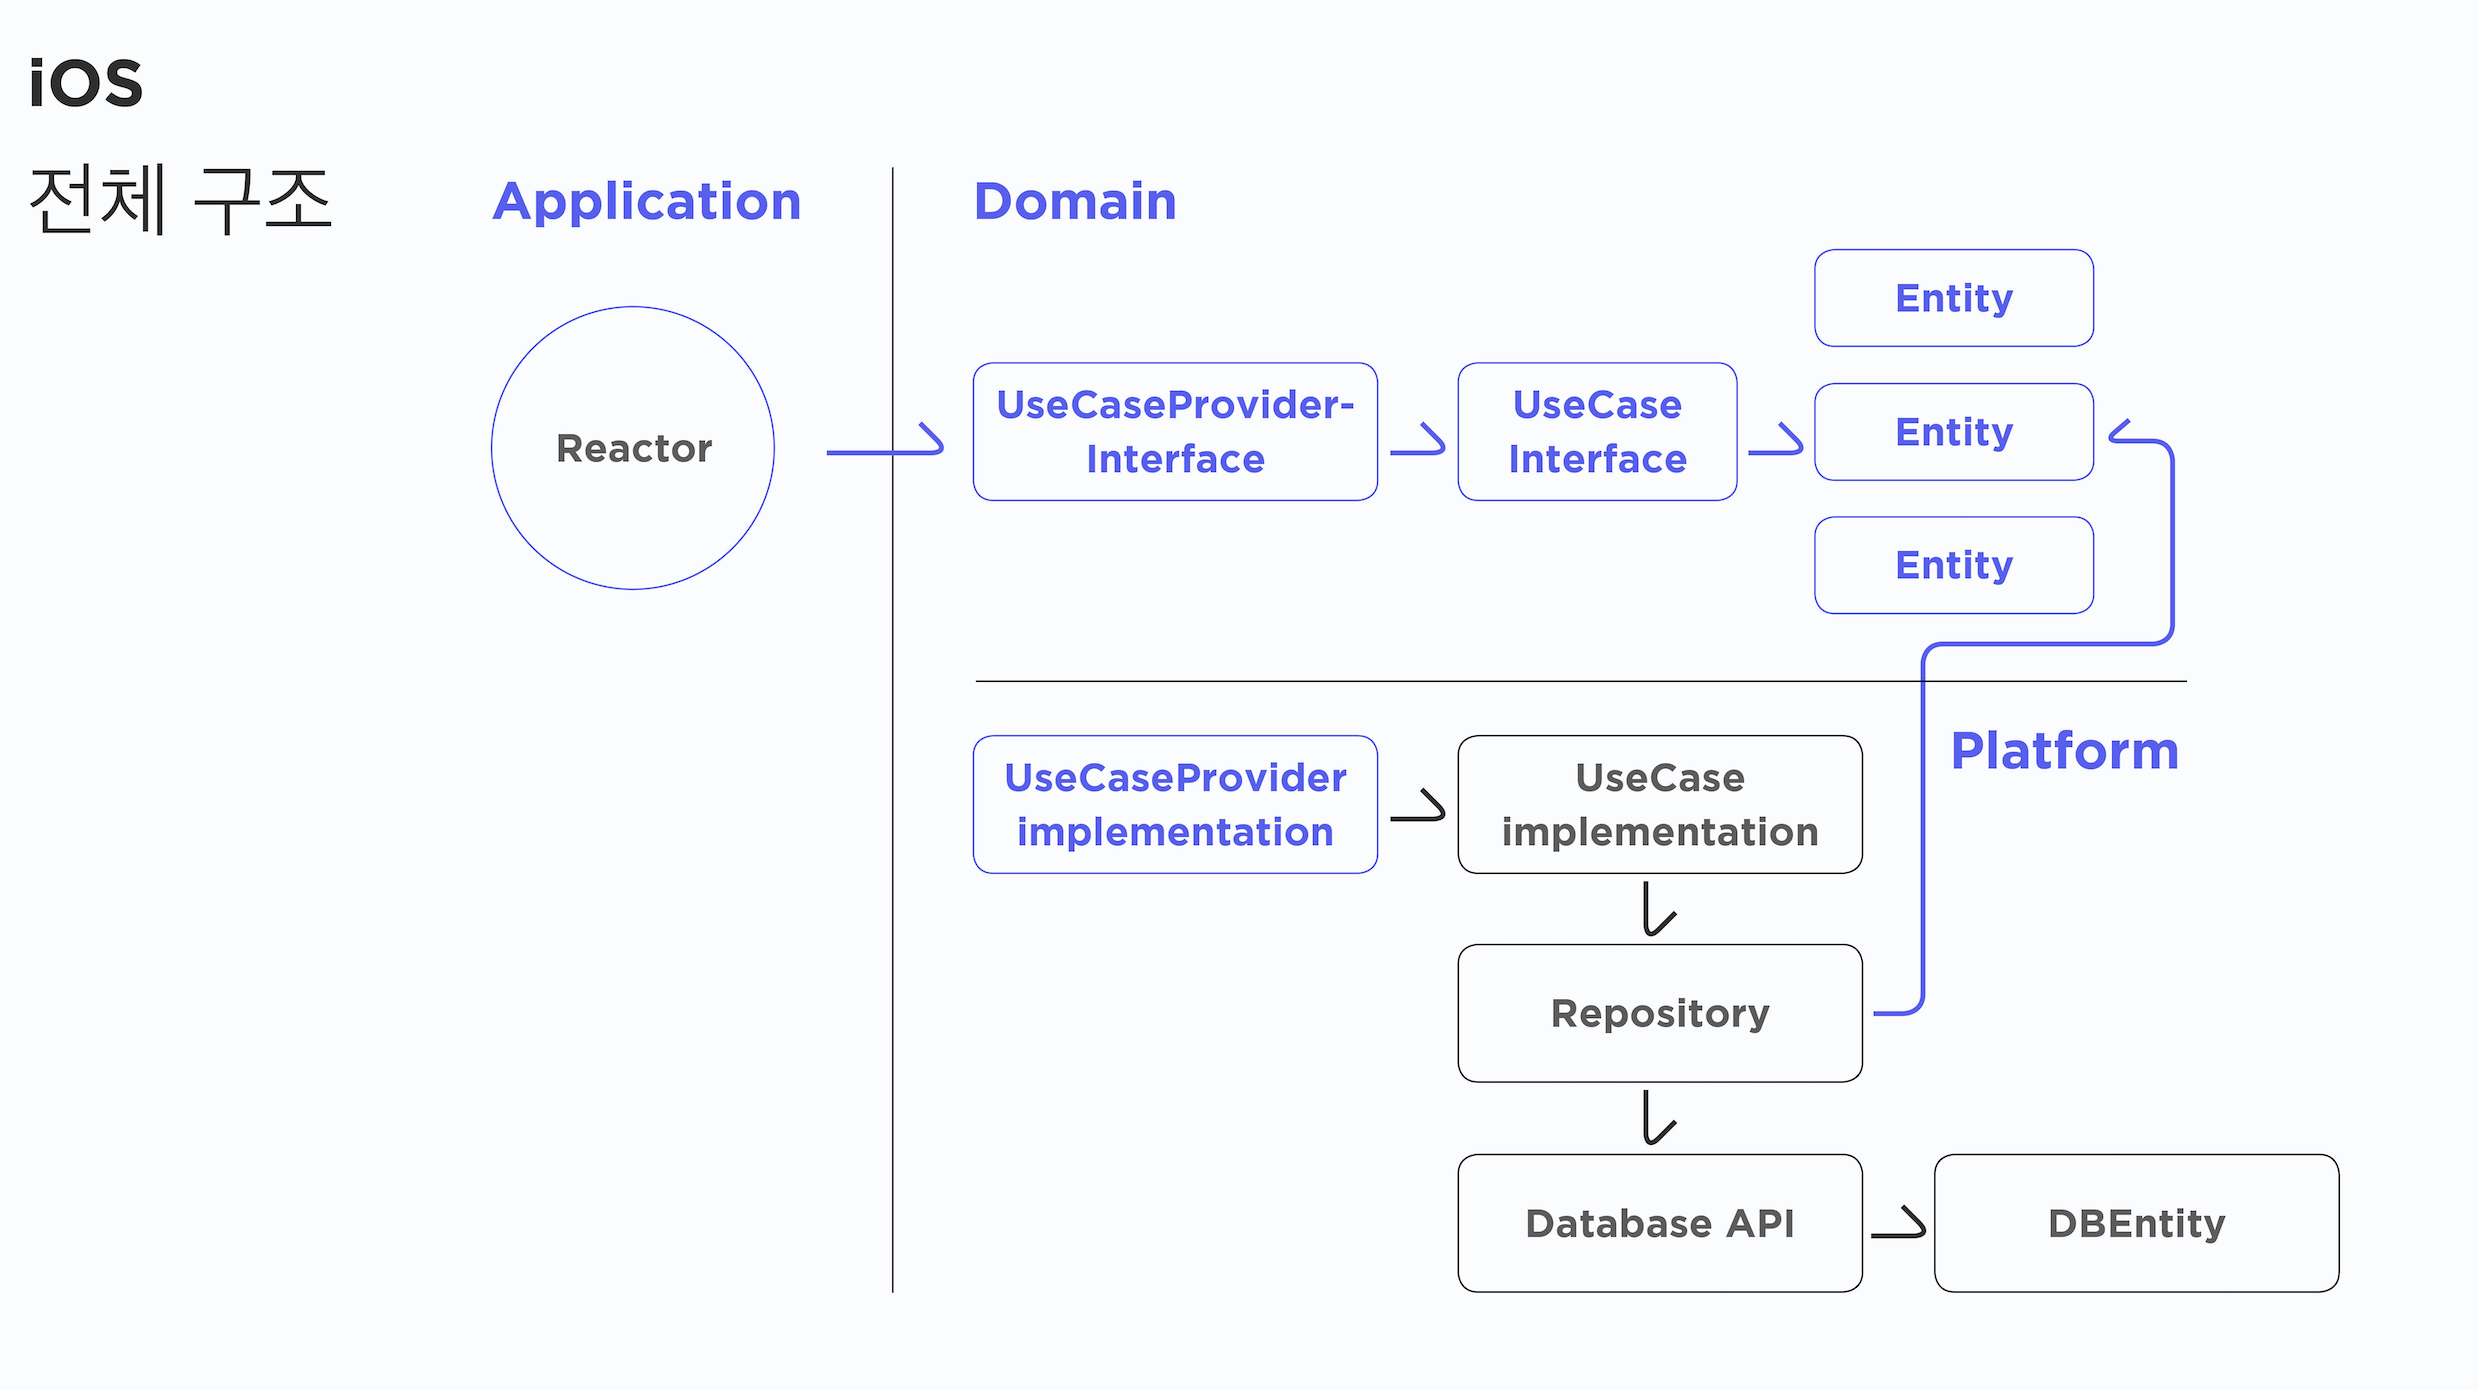 iOS
전체 구조
Application
Domain
Reactor
UseCaseProvider-
Interface
UseCase
Interface
Entity
Entity
Entity
Platform
UseCaseProvider
implementation
UseCase
implementation
Repository
Database API
DBEntity